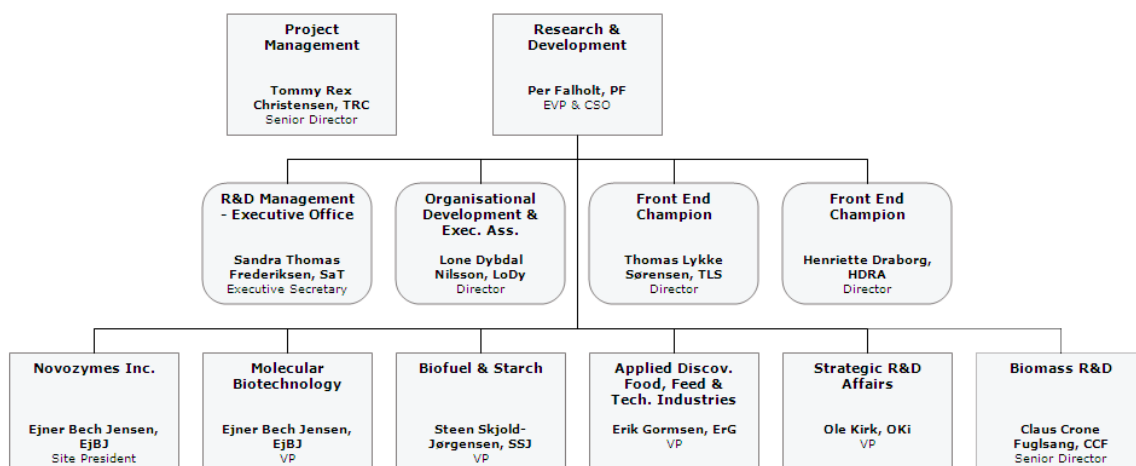 Project
Management
Tommy Rex
Christensen, TRC
Senior Director
Research &
Development
Per Falholt, PF
EVP & CSO
R&D Management
- Executive Office
Sandra Thomas
Frederiksen, SaT
Executive Secretary
Organisational
Development &
Exec. Ass.
Lone Dybdal
Nilsson, LoDy
Director
Front End
Champion
Thomas Lykke
Sørensen, TLS
Director
Front End
Champion
Henriette Draborg,
HDRA
Director
Novozymes Inc.
Ejner Bech Jensen,
EjBJ
Site President
Molecular
Biotechnology
Ejner Bech Jensen,
EjBJ
VP
Biofuel & Starch
Steen Skjold-
Jørgensen, SSJ
VP
Applied Discov.
Food, Feed &
Tech. Industries
Erik Gormsen, ErG
VP
Strategic R&D
Affairs
Ole Kirk, OKi
VP
Biomass R&D
Claus Crone
Fuglsang, CCF
Senior Director